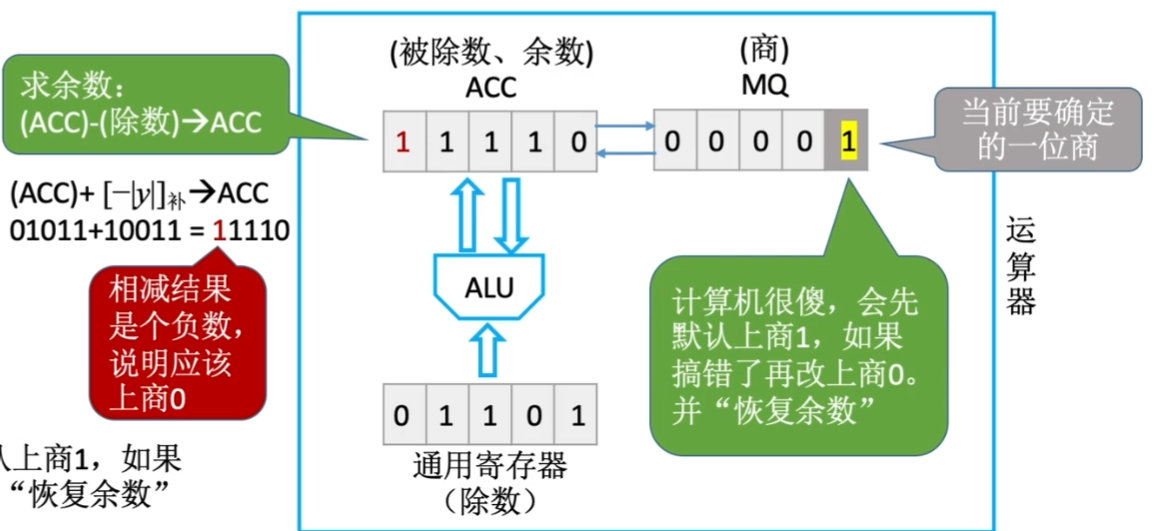 求余数：
(ACC)-(除数)→ACC
(ACC)+ [−|y|]补→ACC
01011+10011 = 11110
相减结果
是个负数，
说明应该
上商0
上商1，如果
“恢复余数”
(被除数、余数)
ACC
1 1 1 1 0
(商)
MQ
0 0 0 0 1
当前要确定
的一位商
ALU
计算机很傻，会先
默认上商1，如果
搞错了再改上商0。
并“恢复余数”
0 1 1 0 1
通用寄存器
（除数）
运
算
器